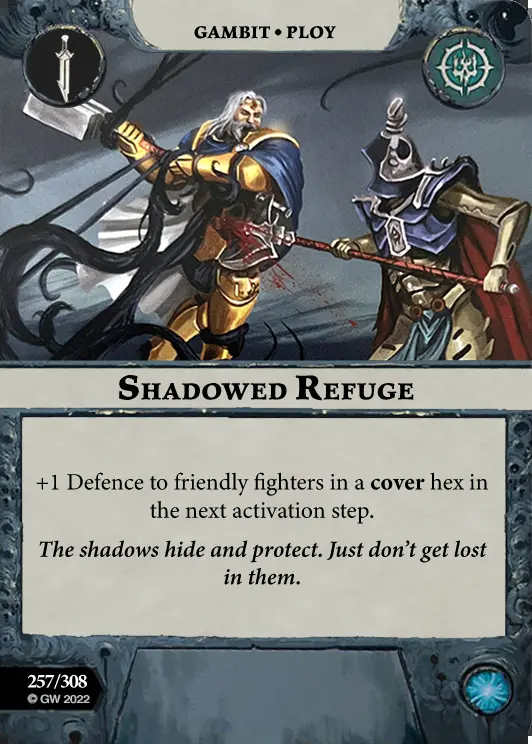 GAMBIT • PLOY
SHADOWED REFUGE
+1 Defence to friendly fighters in a cover hex in
the next activation step.
The shadows hide and protect. Just don't get lost
in them.
257/308
© GW 2022